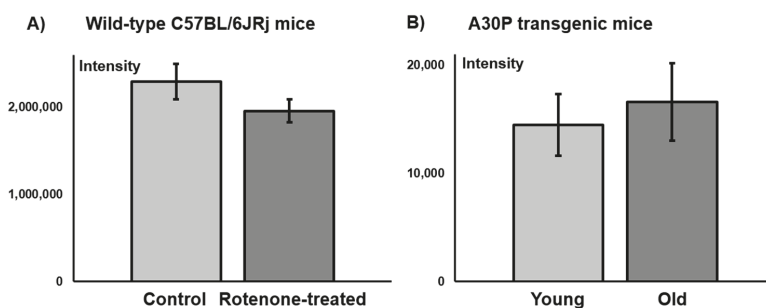 A) Wild-type C57BL/6JRj mice
Intensity
2,000,000
1,000,000
0
Control Rotenone-treated
B) A30P transgenic mice
Intensity
20,000
10,000
0
Young Old